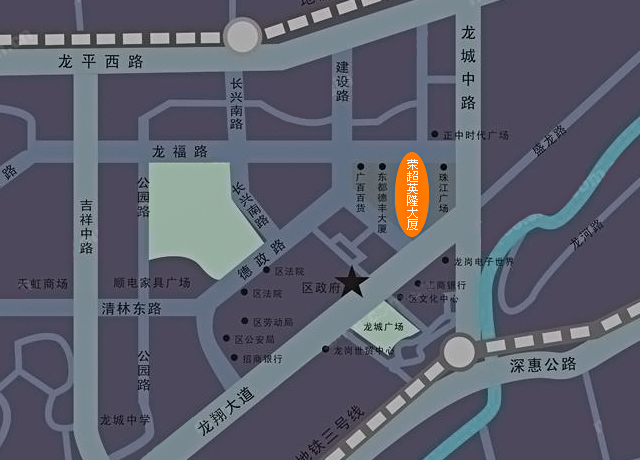 地
龙平西路
龙城中路
长兴南路
建设路
正中时代广场
盛龙路
龙福路
路
荣超英隆大厦
广百百货
东都德丰大厦
珠江广场
公园路
长兴南路
吉祥中路
龙河路
德政路
区法院
龙岗电子世界
天虹商场
顺电家具广场
区政府
工商银行
区法院
区文化中心
清林东路
区劳动局
龙城广场
区公安局
招商银行
龙岗世贸中心
公园路
深惠公路
龙翔大道
龙城中学
地铁三号线